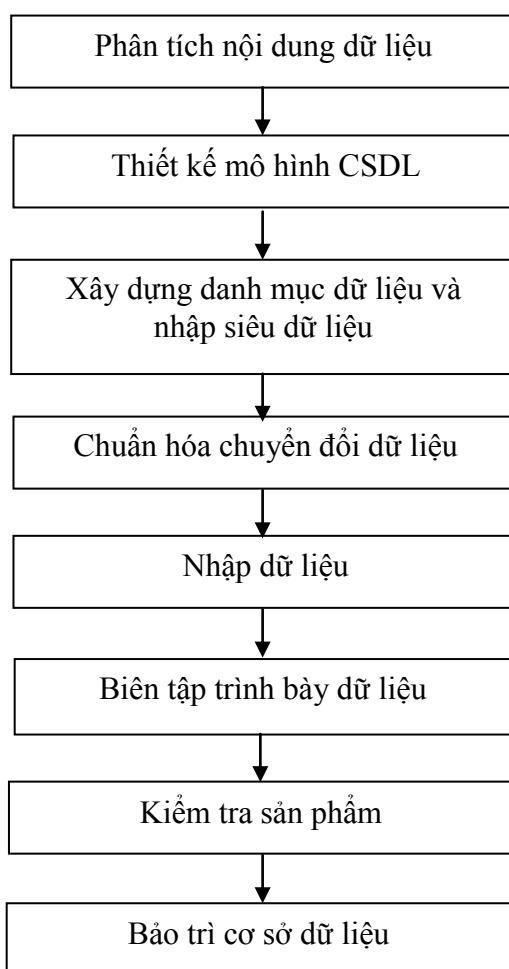 Phân tích nội dung dữ liệu
Thiết kế mô hình CSDL
Xây dựng danh mục dữ liệu và
nhập siêu dữ liệu
Chuẩn hóa chuyển đổi dữ liệu
Nhập dữ liệu
Biên tập trình bày dữ liệu
Kiểm tra sản phẩm
Bảo trì cơ sở dữ liệu